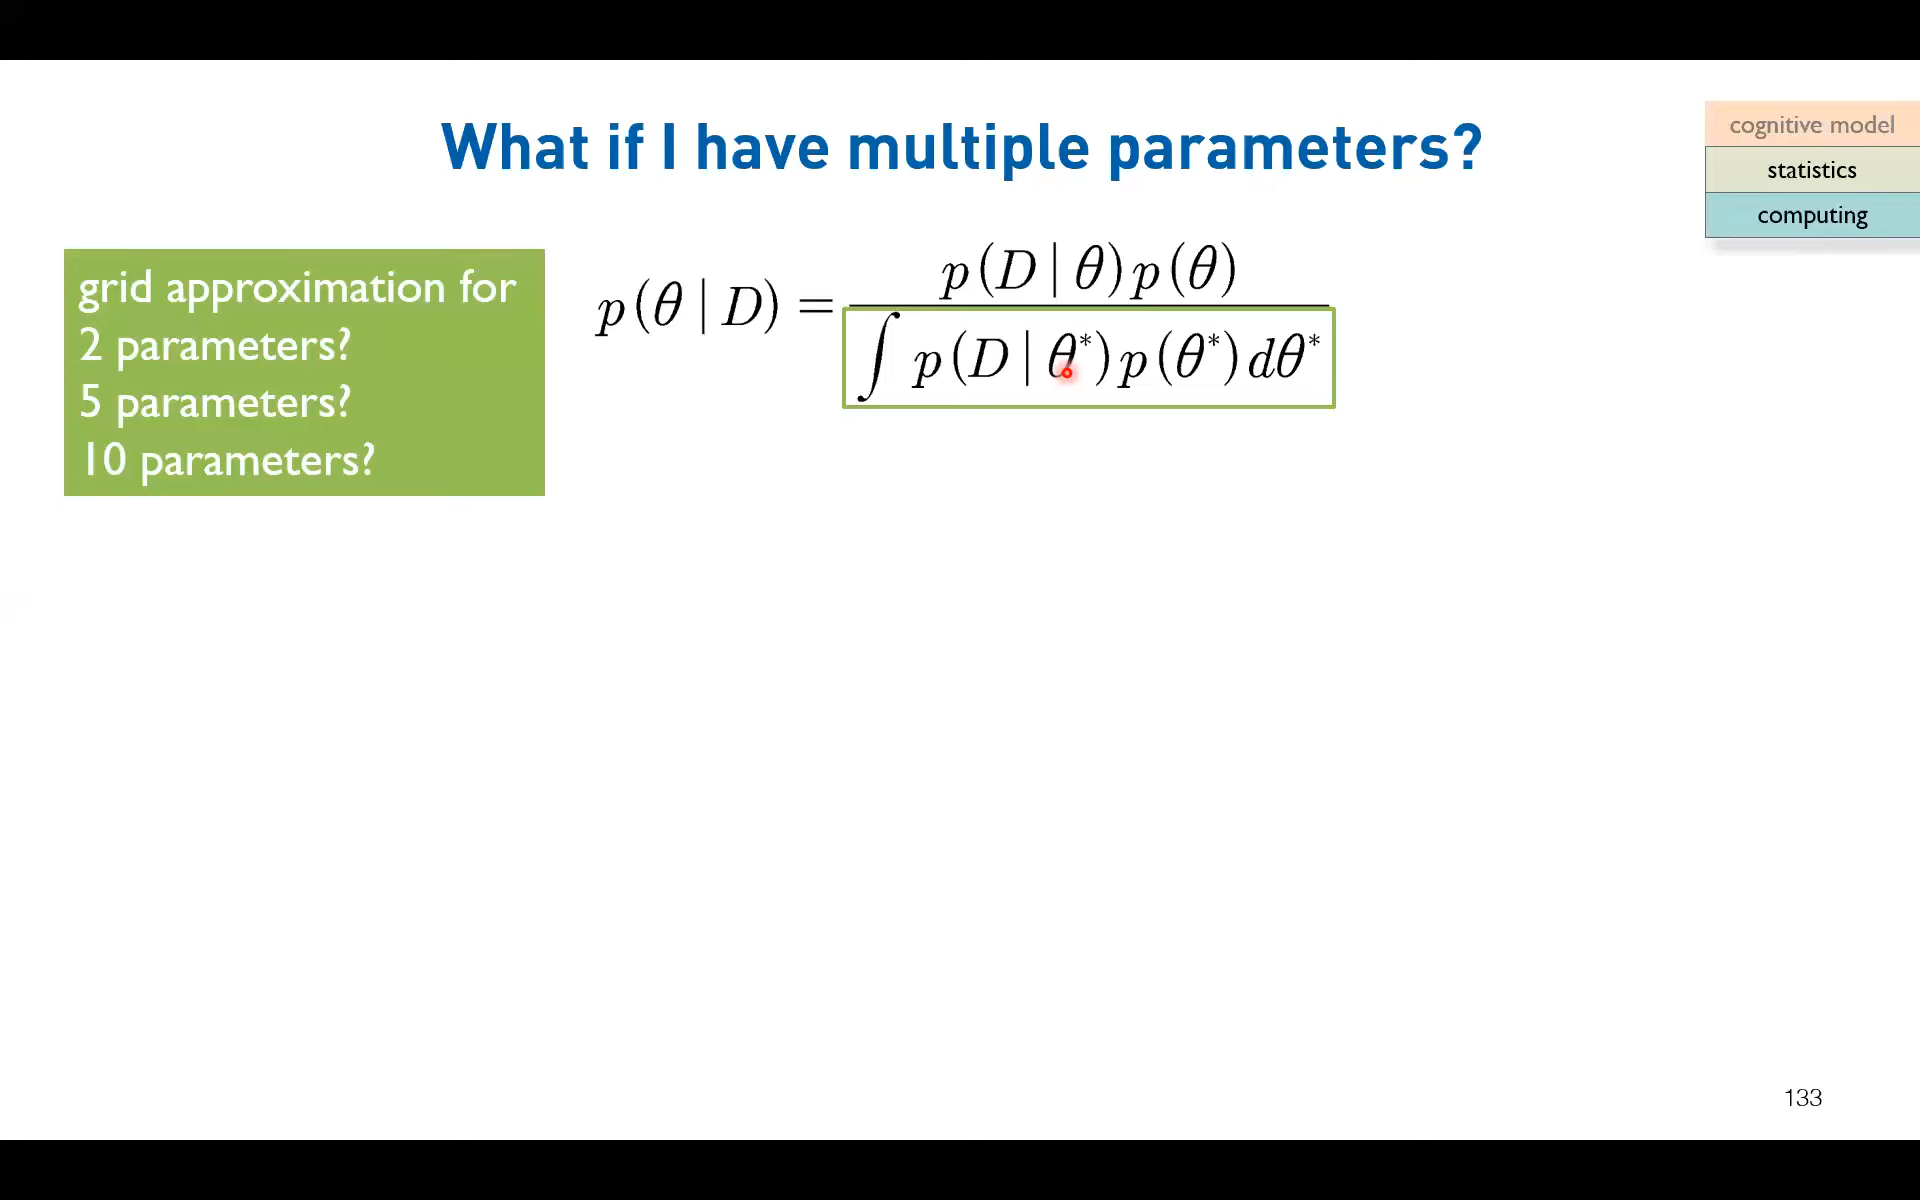 What if I have multiple parameters?
cognitive model
statistics
computing
grid approximation for
2 parameters?
5 parameters?
10 parameters?
p(θ | D) = p(D | θ) p(θ)
∫ p(D | θ*) p(θ*) dθ*
133